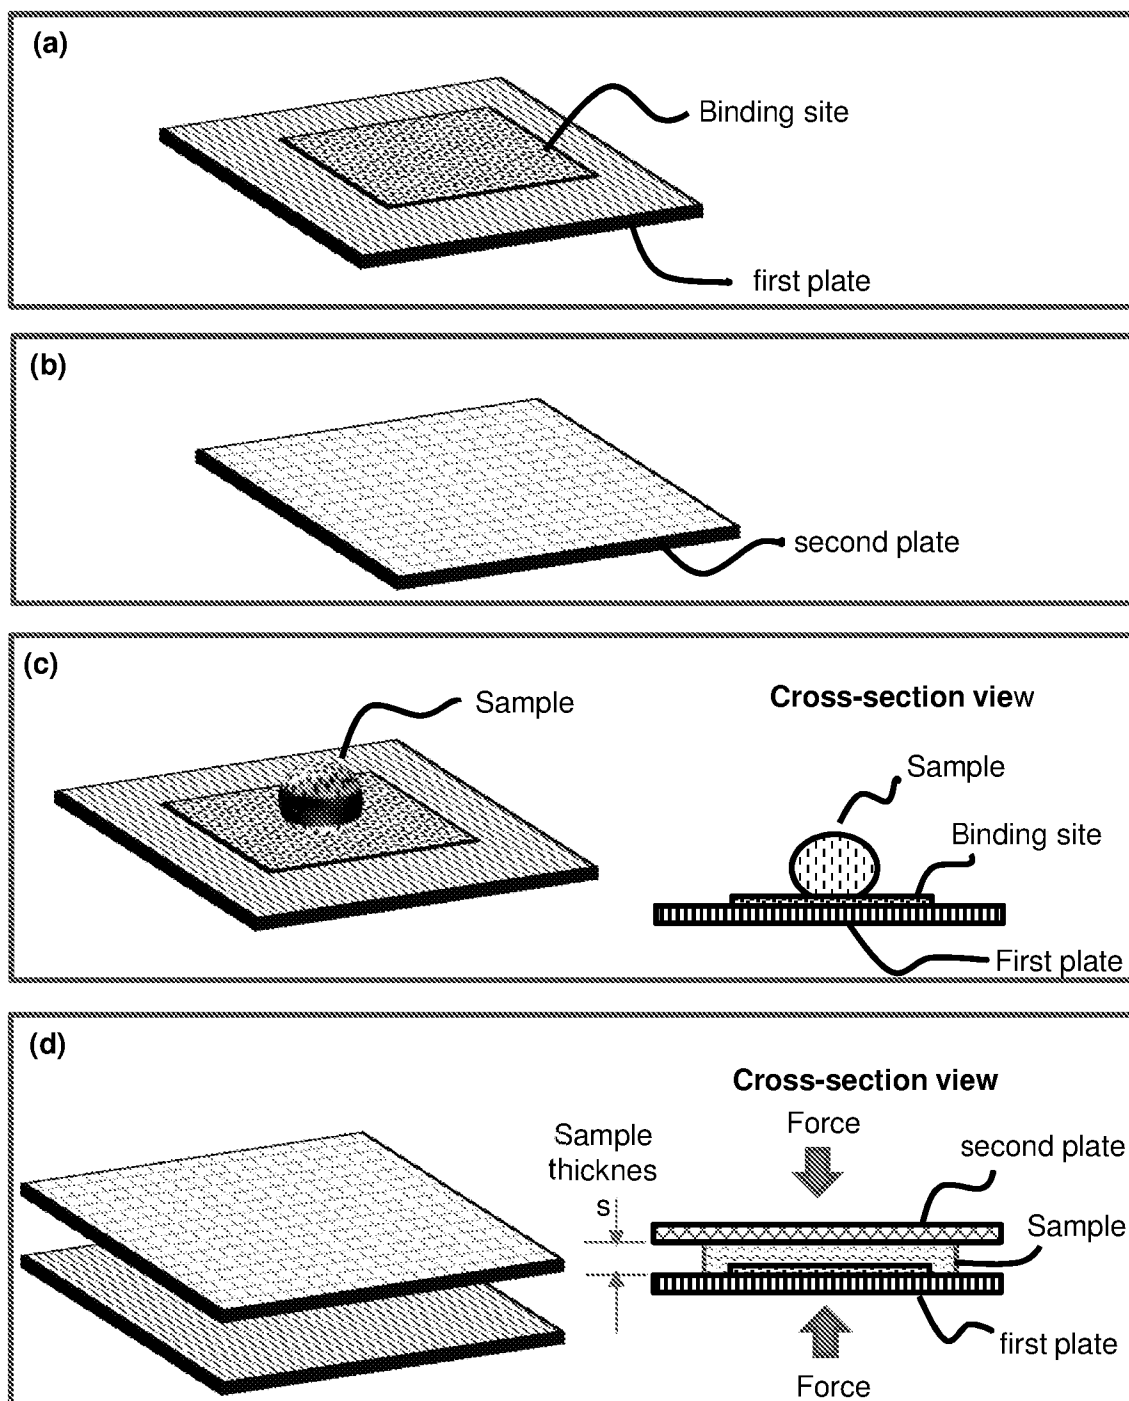 (a)
Binding site
first plate
(b)
second plate
(c)
Sample
Cross-section view
Sample
Binding site
First plate
(d)
Cross-section view
Force
Sample
thicknes
s
second plate
Sample
first plate
Force